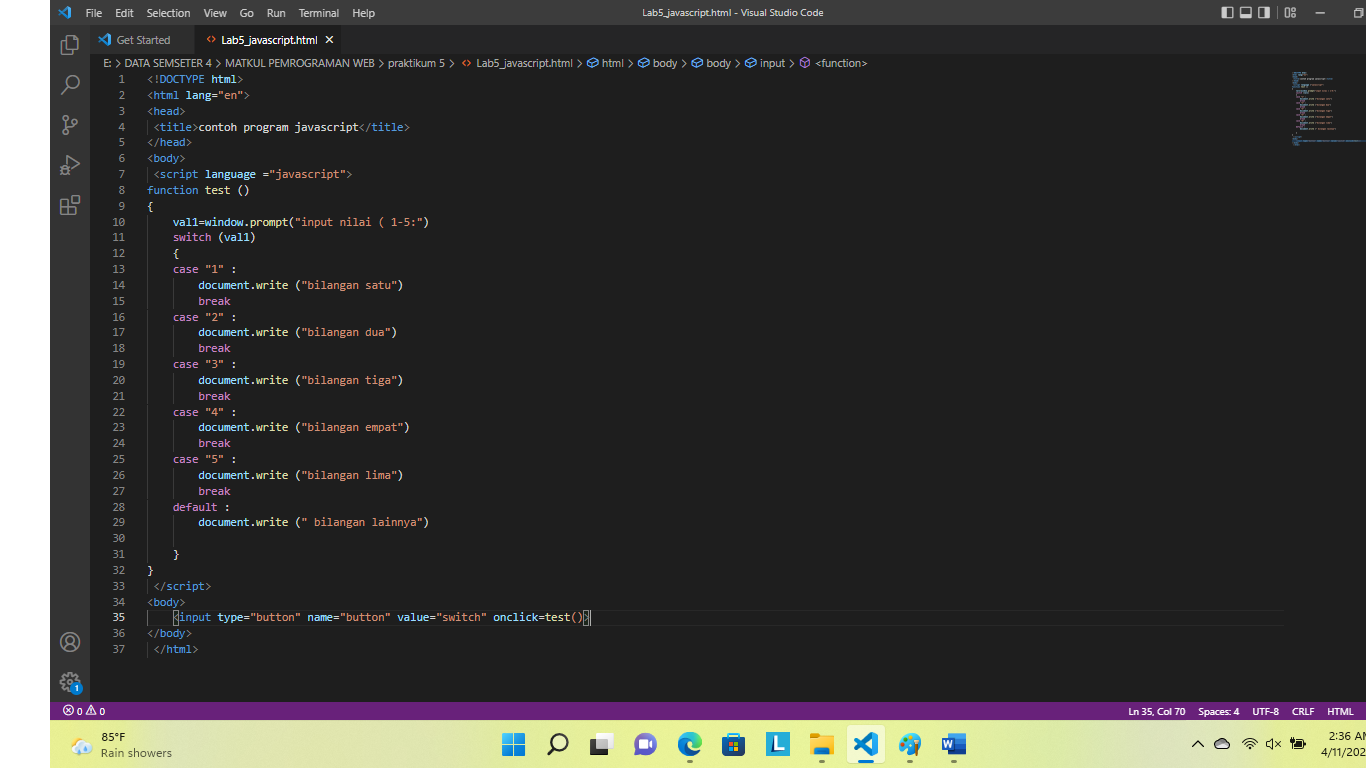 File Edit Selection View Go Run Terminal Help Lab5_javascript.html - Visual Studio Code
Get Started Lab5_javascript.html
E: > DATA SEMSETER 4 > MATKUL PEMROGRAMAN WEB > praktikum 5 > Lab5_javascript.html > html > body > body > input > <function>
1 <!DOCTYPE html>
2 <html lang="en">
3 <head>
4 <title>contoh program javascript</title>
5 </head>
6 <body>
7 <script language ="javascript">
8 function test ()
9 {
10 val1=window.prompt("input nilai ( 1-5:")
11 switch (val1)
12 {
13 case "1" :
14 document.write ("bilangan satu")
15 break
16 case "2" :
17 document.write ("bilangan dua")
18 break
19 case "3" :
20 document.write ("bilangan tiga")
21 break
22 case "4" :
23 document.write ("bilangan empat")
24 break
25 case "5" :
26 document.write ("bilangan lima")
27 break
28 default :
29 document.write (" bilangan lainnya")
30
31 }
32 }
33 </script>
34 <body>
35 <input type="button" name="button" value="switch" onclick=test()>
36 </body>
37 </html>
1
0 0 Ln 35, Col 70 Spaces: 4 UTF-8 CRLF HTML
85°F
Rain showers
L
W
2:36 AM
4/11/202